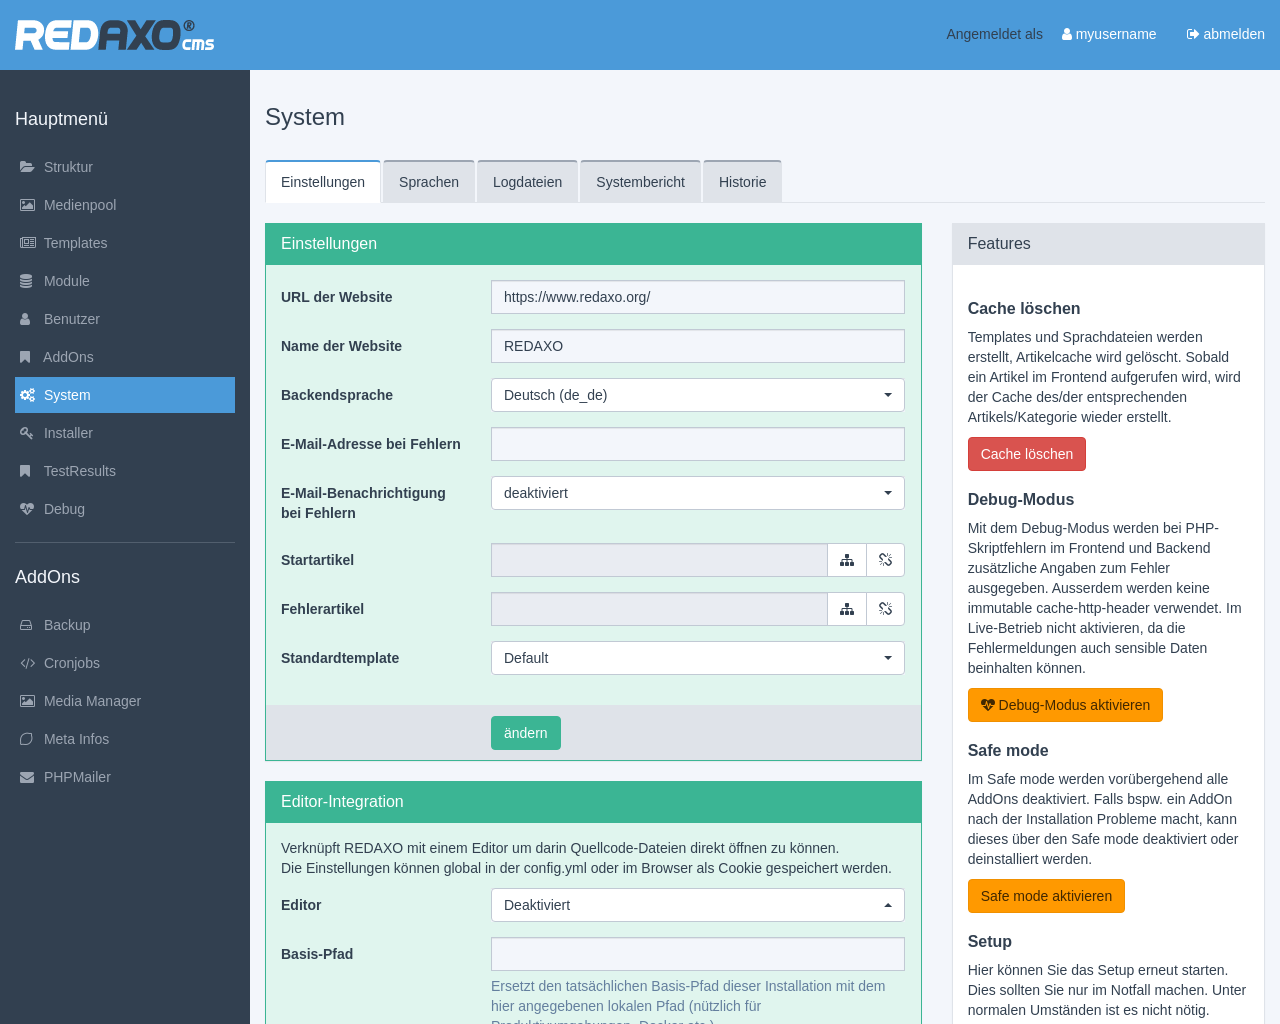 REDAXO® cms
Angemeldet als myusername abmelden
Hauptmenü
Struktur
Medienpool
Templates
Module
Benutzer
AddOns
System
Installer
TestResults
Debug
AddOns
Backup
Cronjobs
Media Manager
Meta Infos
PHPMailer
System
Einstellungen Sprachen Logdateien Systembericht Historie
Einstellungen
URL der Website https://www.redaxo.org/
Name der Website REDAXO
Backendsprache Deutsch (de_de)
E-Mail-Adresse bei Fehlern
E-Mail-Benachrichtigung deaktiviert
bei Fehlern
Startartikel
Fehlerartikel
Standardtemplate Default
ändern
Editor-Integration
Verknüpft REDAXO mit einem Editor um darin Quellcode-Dateien direkt öffnen zu können.
Die Einstellungen können global in der config.yml oder im Browser als Cookie gespeichert werden.
Editor Deaktiviert
Basis-Pfad
Ersetzt den tatsächlichen Basis-Pfad dieser Installation mit dem
hier angegebenen lokalen Pfad (nützlich für
Produktivumgebungen, Docker etc.)
Features
Cache löschen
Templates und Sprachdateien werden
erstellt, Artikelcache wird gelöscht. Sobald
ein Artikel im Frontend aufgerufen wird, wird
der Cache des/der entsprechenden
Artikels/Kategorie wieder erstellt.
Cache löschen
Debug-Modus
Mit dem Debug-Modus werden bei PHP-
Skriptfehlern im Frontend und Backend
zusätzliche Angaben zum Fehler
ausgegeben. Ausserdem werden keine
immutable cache-http-header verwendet. Im
Live-Betrieb nicht aktivieren, da die
Fehlermeldungen auch sensible Daten
beinhalten können.
Debug-Modus aktivieren
Safe mode
Im Safe mode werden vorübergehend alle
AddOns deaktiviert. Falls bspw. ein AddOn
nach der Installation Probleme macht, kann
dieses über den Safe mode deaktiviert oder
deinstalliert werden.
Safe mode aktivieren
Setup
Hier können Sie das Setup erneut starten.
Dies sollten Sie nur im Notfall machen. Unter
normalen Umständen ist es nicht nötig.